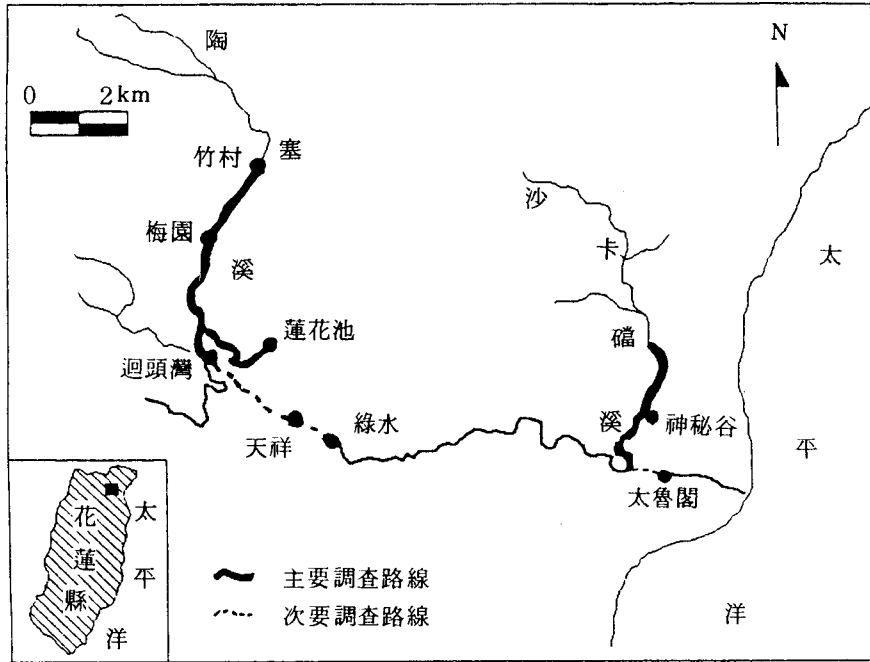 陶塞溪
N
0 2km
竹村
梅園
蓮花池
迴頭灣
天祥
綠水
沙卡礑溪
神秘谷
太魯閣
太平洋
花蓮縣
太平洋
主要調查路線
次要調查路線